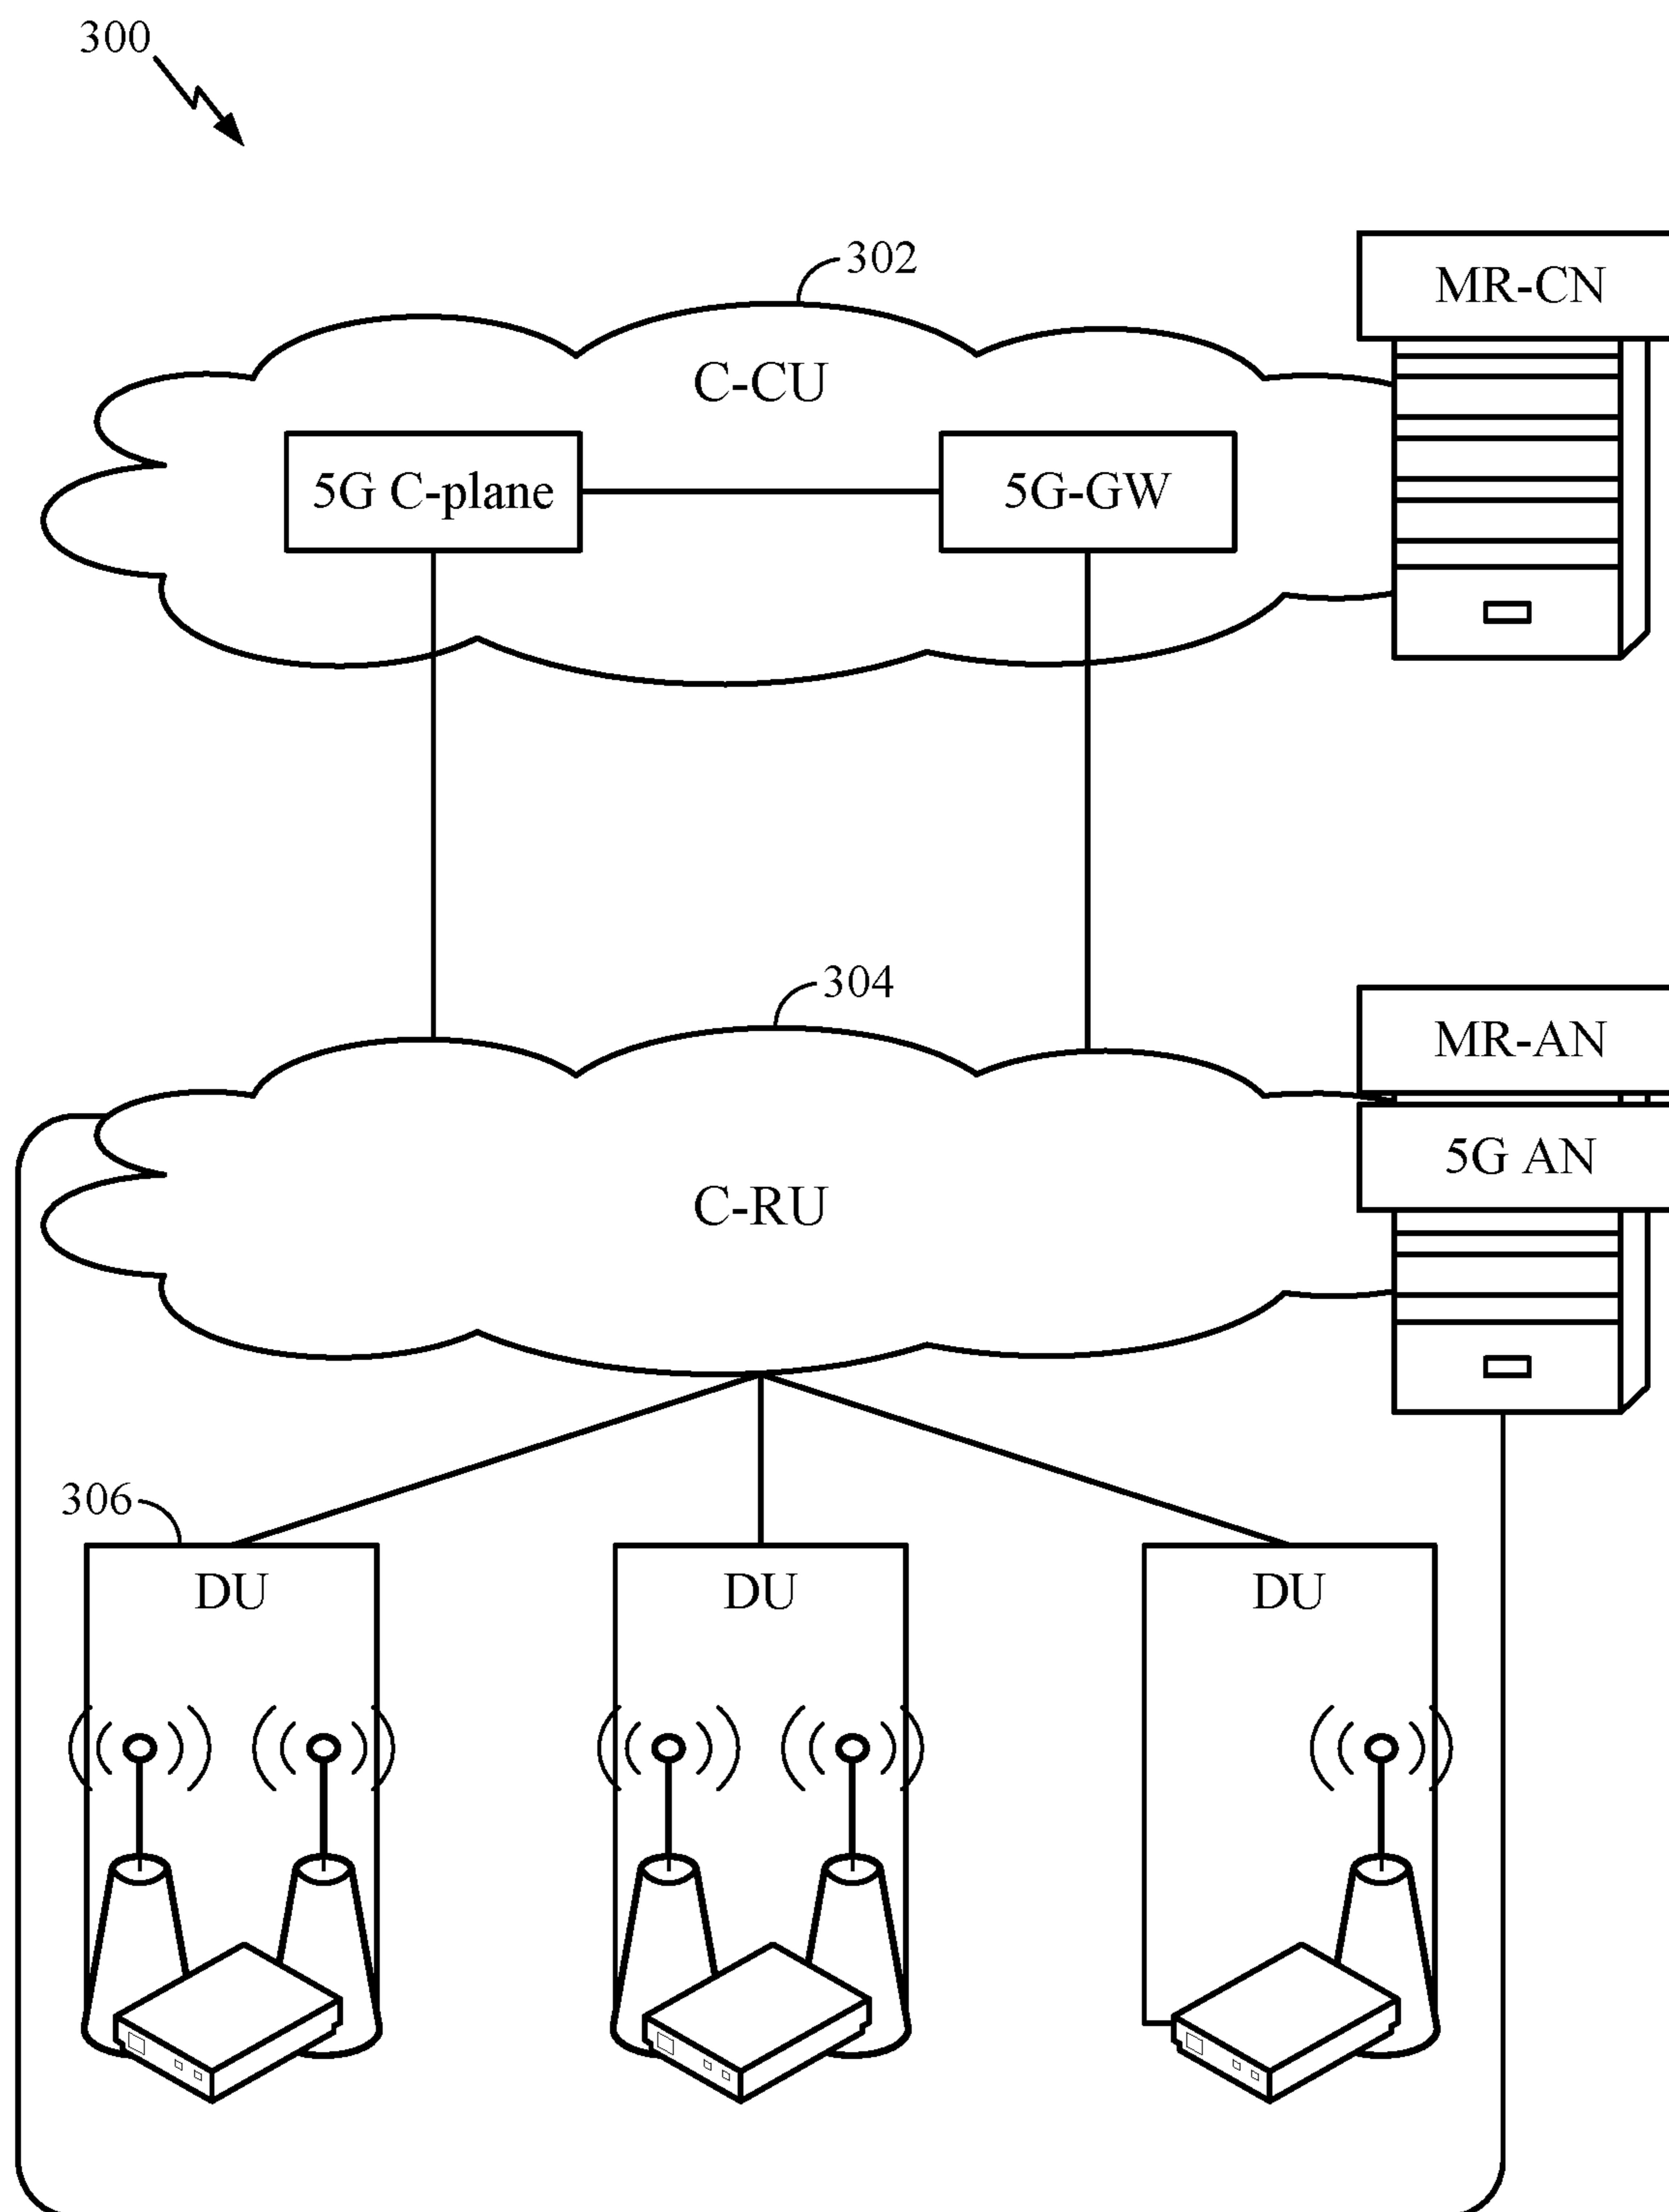 300
302
MR-CN
C-CU
5G C-plane
5G-GW
304
MR-AN
5G AN
C-RU
306
DU
DU
DU